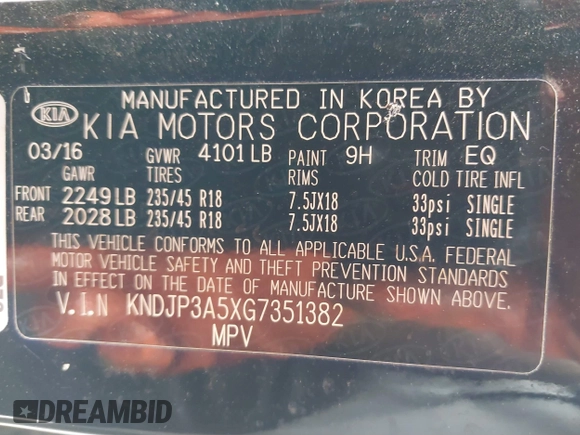 MANUFACTURED IN KOREA BY
KIA KIA MOTORS CORPORATION
03/16 GVWR 4101 LB PAINT 9H TRIM EQ
GAWR TIRES RIMS COLD TIRE INFL
FRONT 2249 LB 235/45 R18 7.5JX18 33psi SINGLE
REAR 2028 LB 235/45 R18 7.5JX18 33psi SINGLE
THIS VEHICLE CONFORMS TO ALL APPLICABLE U.S.A. FEDERAL
MOTOR VEHICLE SAFETY AND THEFT PREVENTION STANDARDS
IN EFFECT ON THE DATE OF MANUFACTURE SHOWN ABOVE.
V.I.N KNDJP3A5XG7351382
MPV
DREAMBID